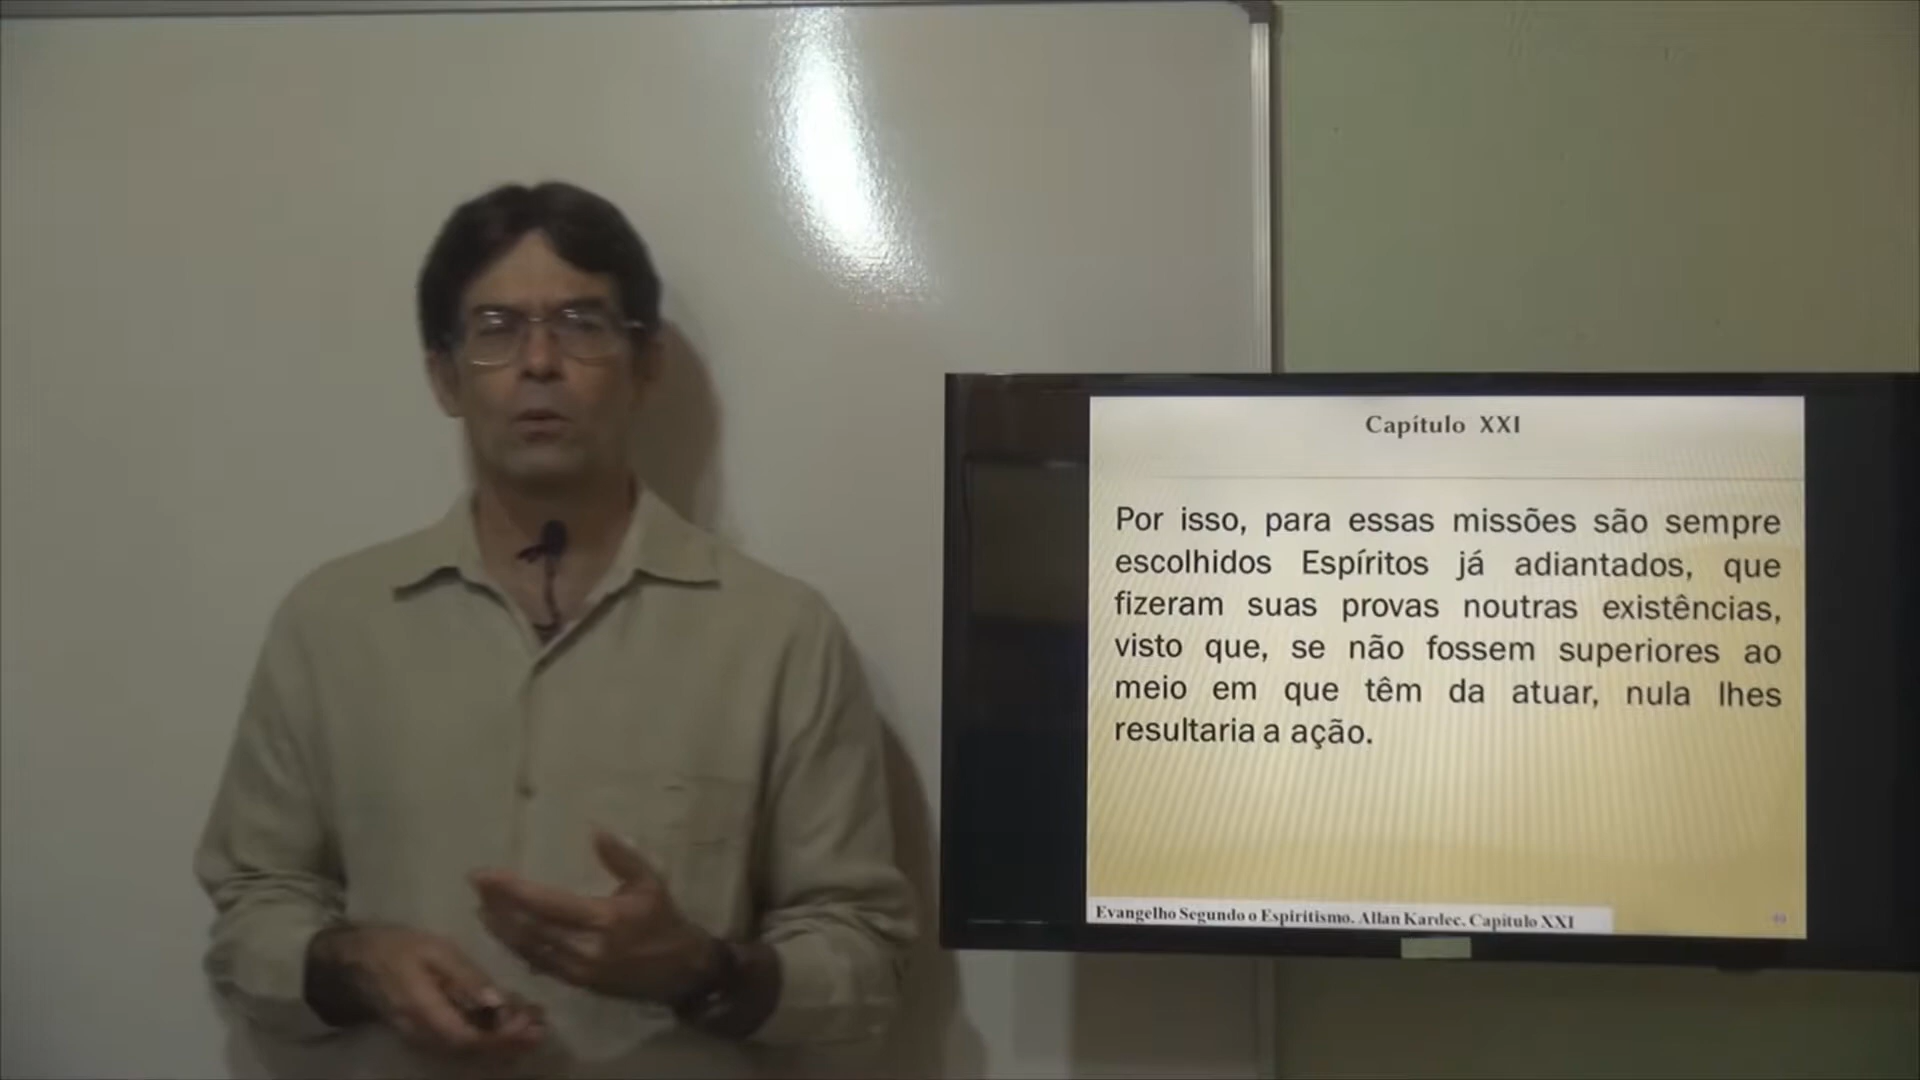 Capítulo XXI
Por isso, para essas missões são sempre
escolhidos Espíritos já adiantados, que
fizeram suas provas noutras existências,
visto que, se não fossem superiores ao
meio em que têm da atuar, nula lhes
resultaria a ação.
Evangelho Segundo o Espiritismo. Allan Kardec. Capítulo XXI